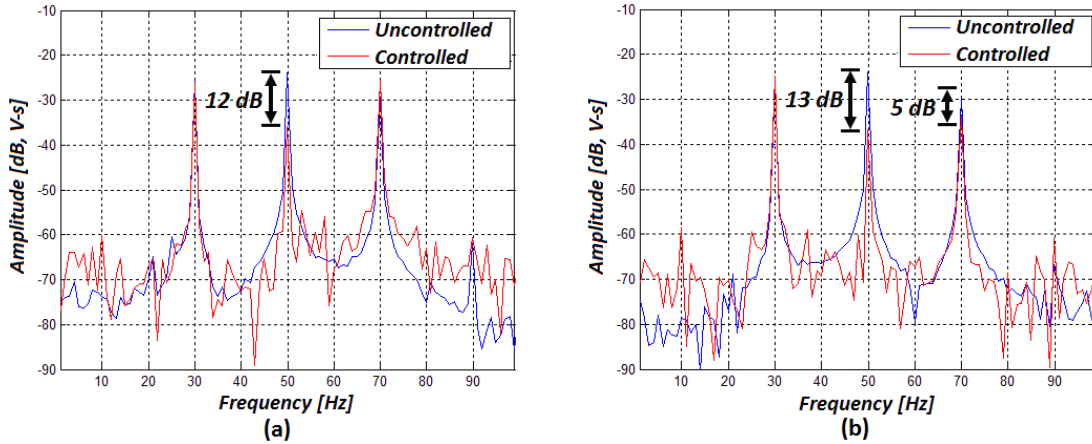 -10
-20
-30
-40
-50
-60
-70
-80
-90
10 20 30 40 50 60 70 80 90
Amplitude [dB, V-s]
Frequency [Hz]
Uncontrolled
Controlled
12 dB
(a)
-10
-20
-30
-40
-50
-60
-70
-80
-90
10 20 30 40 50 60 70 80 90
Amplitude [dB, V-s]
Frequency [Hz]
Uncontrolled
Controlled
13 dB
5 dB
(b)